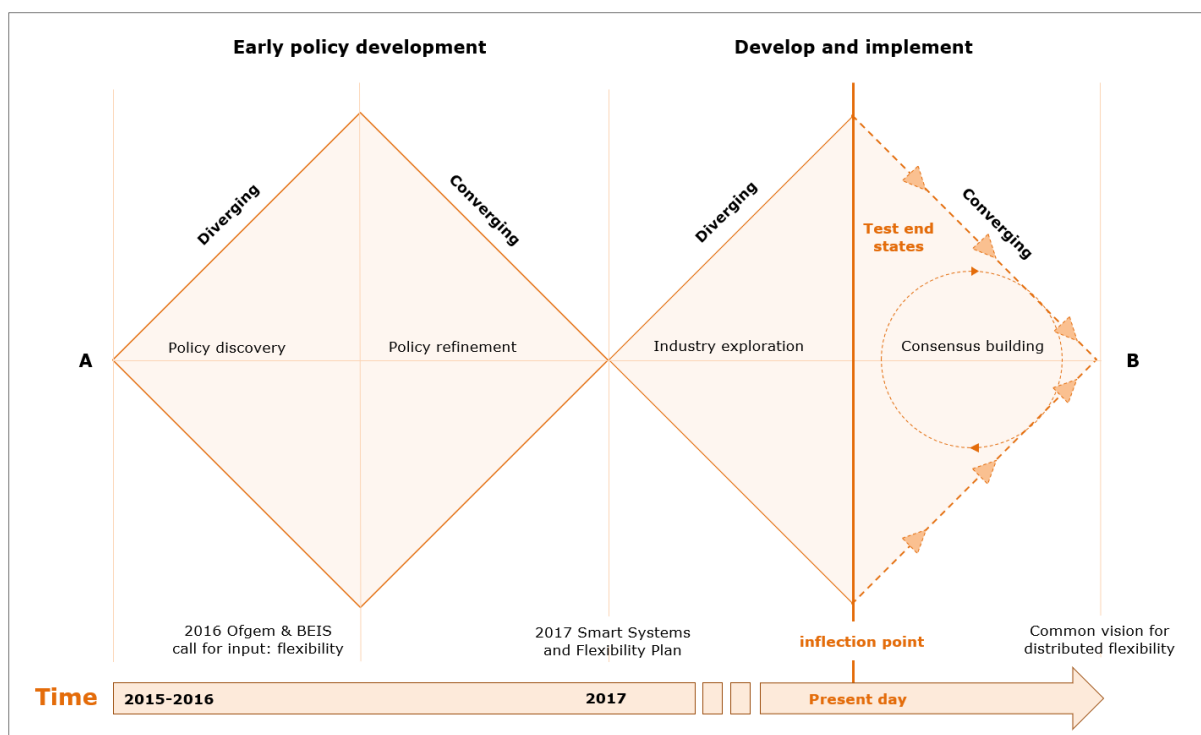 Early policy development
Develop and implement
Diverging
Converging
Diverging
Converging
Test end
states
A
Policy discovery
Policy refinement
Industry exploration
Consensus building
B
2016 Ofgem & BEIS
call for input: flexibility
2017 Smart Systems
and Flexibility Plan
inflection point
Common vision for
distributed flexibility
Time
2015-2016
2017
Present day